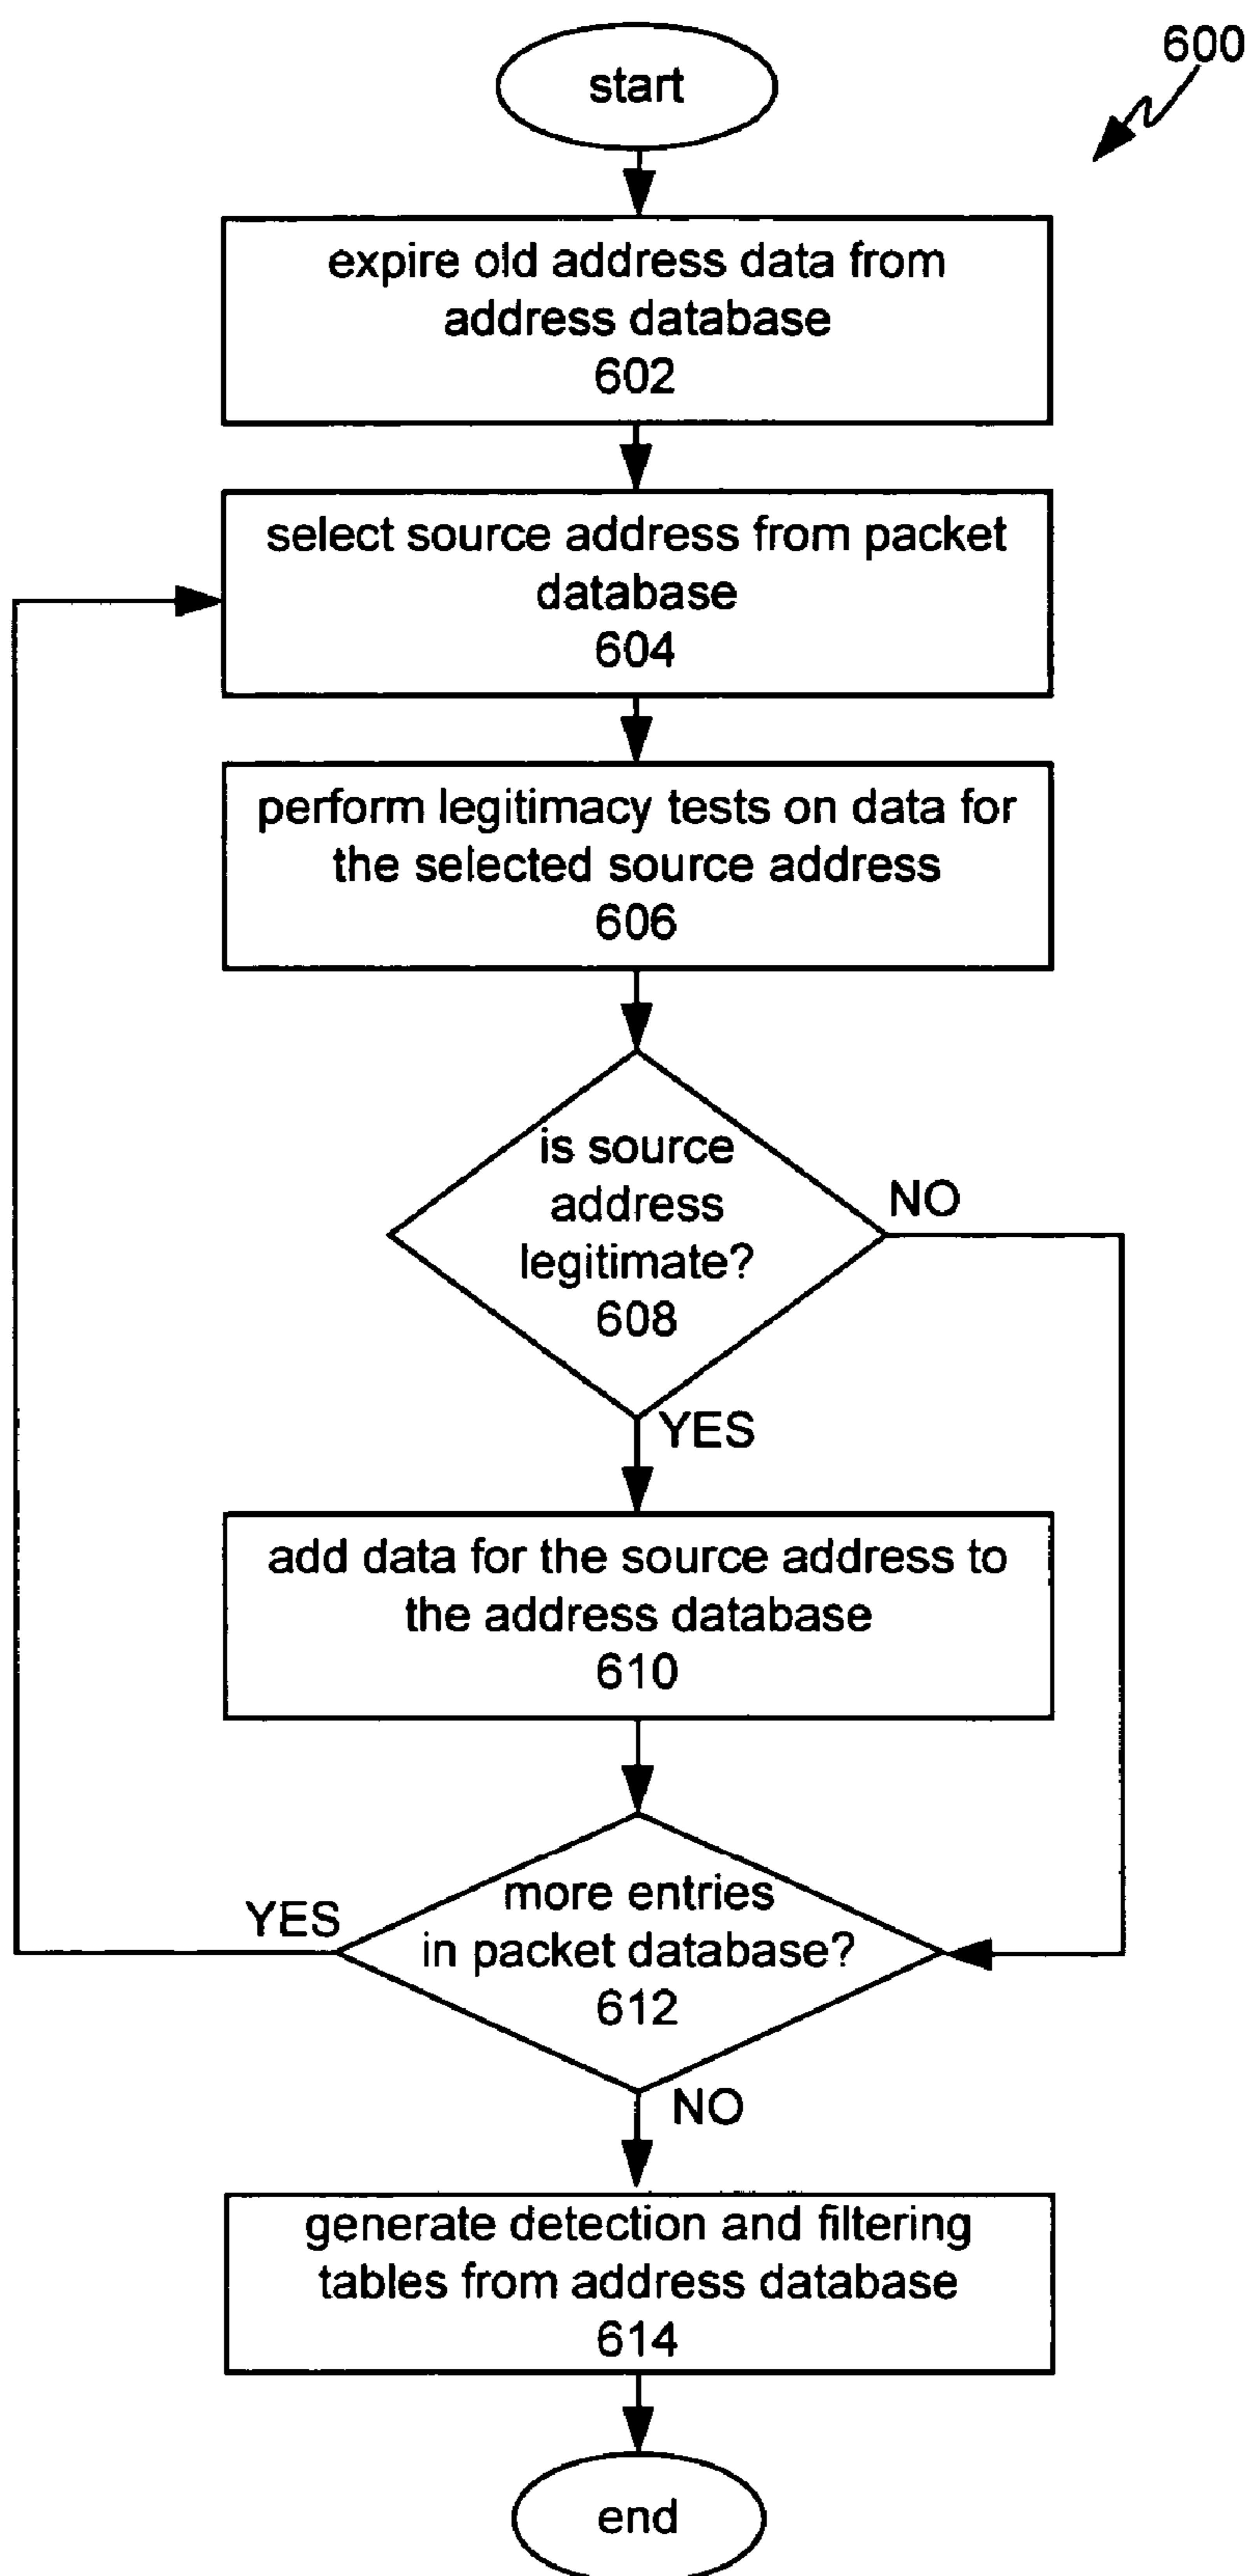 600
start
expire old address data from
address database
602
select source address from packet
database
604
perform legitimacy tests on data for
the selected source address
606
is source
address
legitimate?
608
NO
YES
add data for the source address to
the address database
610
more entries
in packet database?
612
YES
NO
generate detection and filtering
tables from address database
614
end